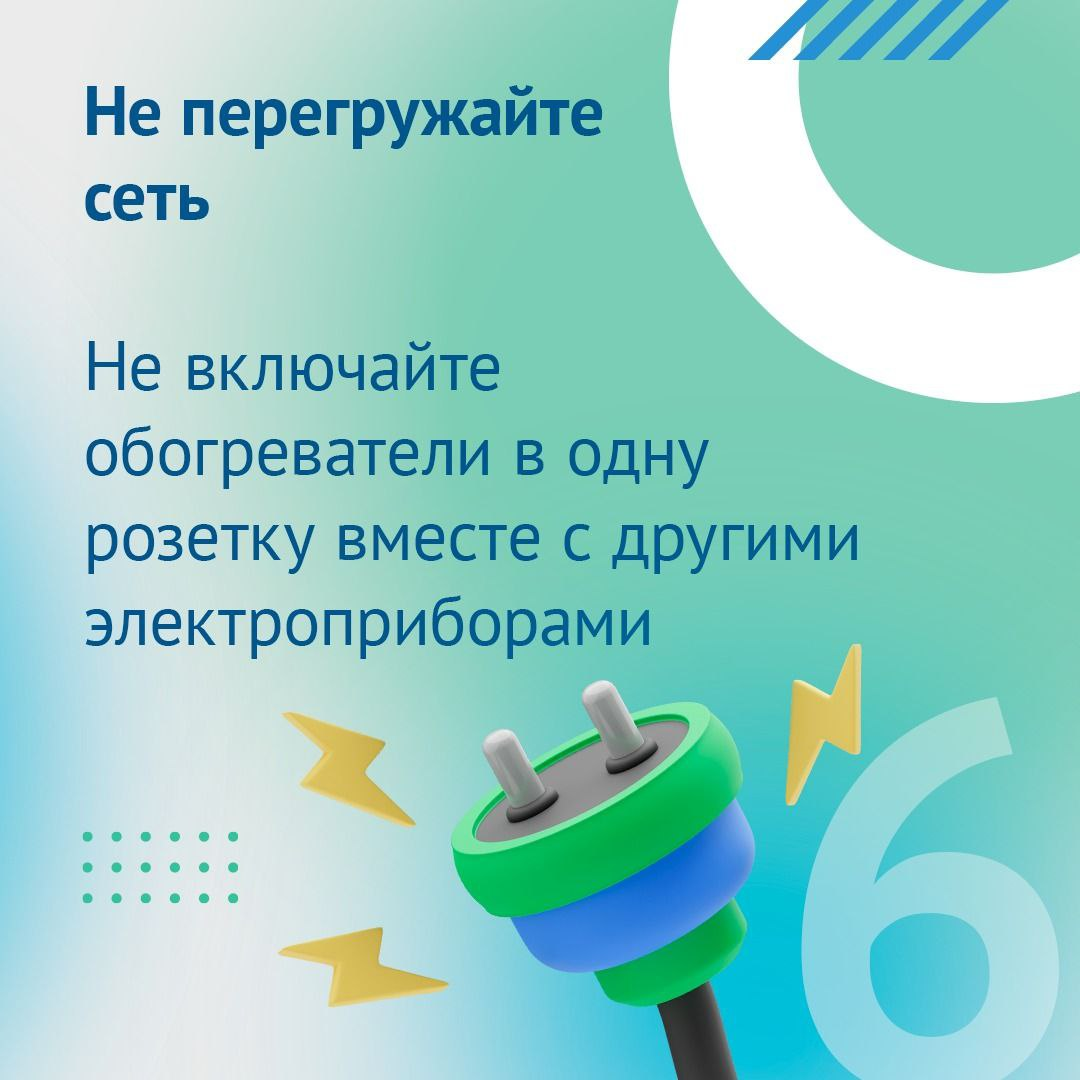 Не перегружайте
сеть
Не включайте
обогреватели в одну
розетку вместе с другими
электроприборами
6